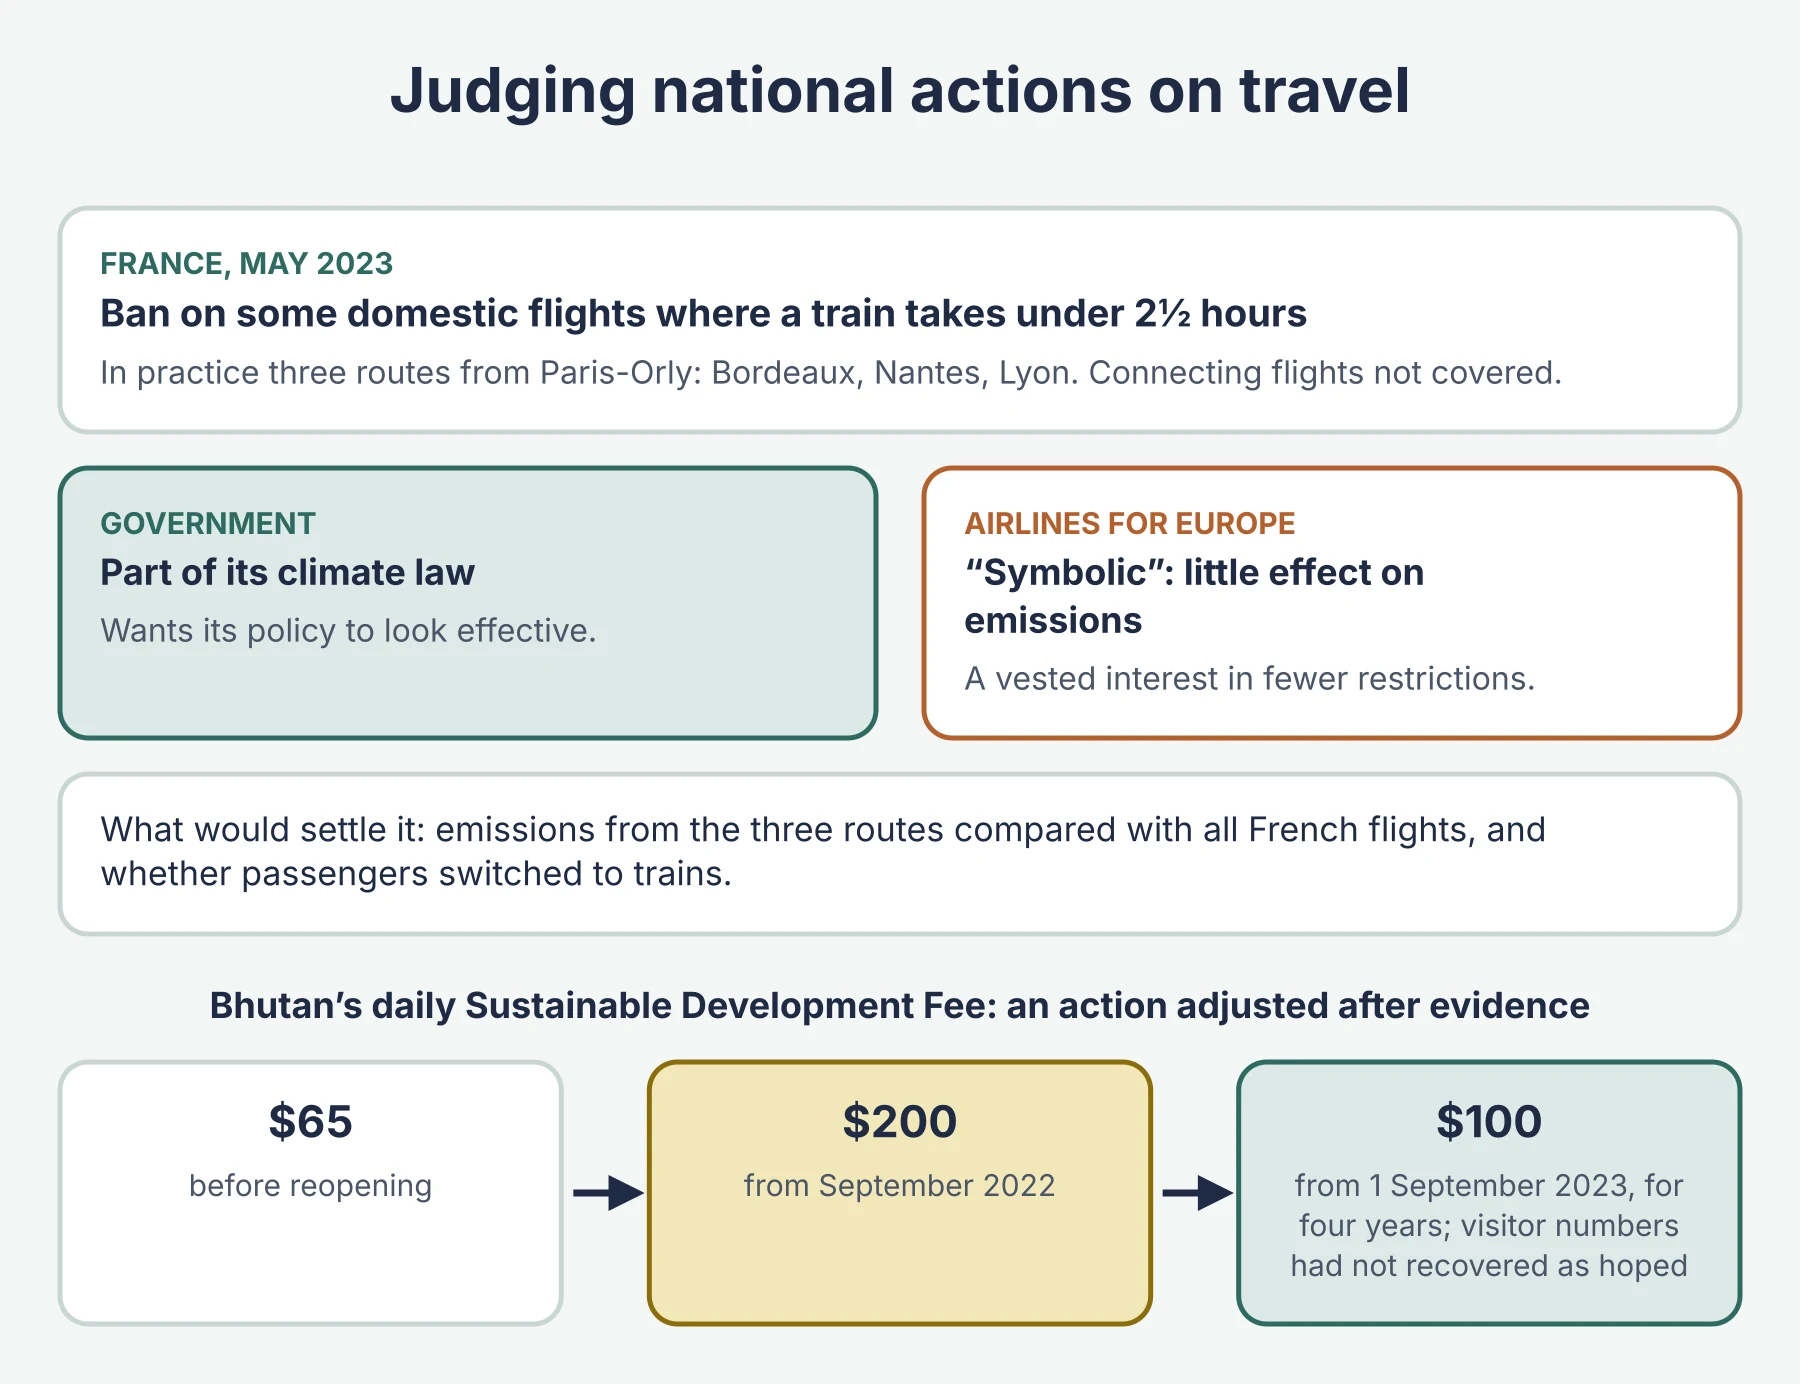 Judging national actions on travel
FRANCE, MAY 2023
Ban on some domestic flights where a train takes under 2½ hours
In practice three routes from Paris-Orly: Bordeaux, Nantes, Lyon. Connecting flights not covered.
GOVERNMENT
Part of its climate law
Wants its policy to look effective.
AIRLINES FOR EUROPE
“Symbolic”: little effect on
emissions
A vested interest in fewer restrictions.
What would settle it: emissions from the three routes compared with all French flights, and
whether passengers switched to trains.
Bhutan’s daily Sustainable Development Fee: an action adjusted after evidence
$65
before reopening
$200
from September 2022
$100
from 1 September 2023, for
four years; visitor numbers
had not recovered as hoped